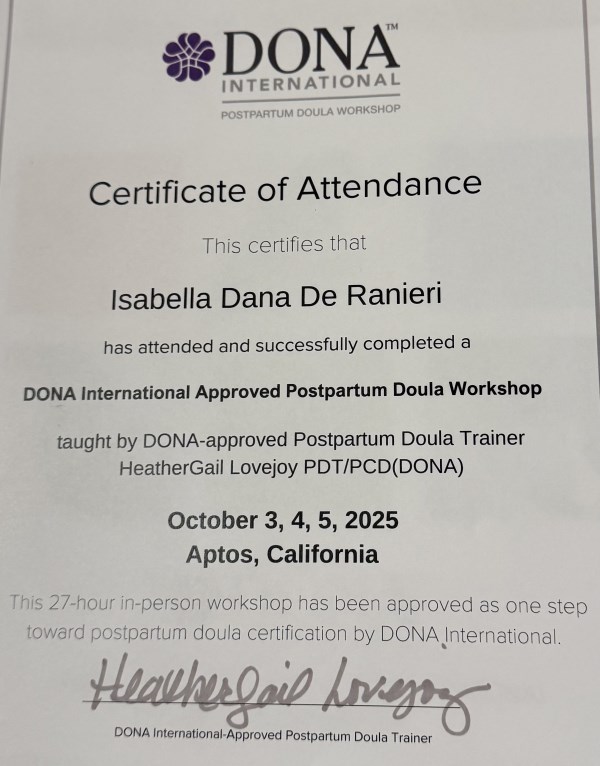 DONA™
INTERNATIONAL
POSTPARTUM DOULA WORKSHOP
Certificate of Attendance
This certifies that
Isabella Dana De Ranieri
has attended and successfully completed a
DONA International Approved Postpartum Doula Workshop
taught by DONA-approved Postpartum Doula Trainer
HeatherGail Lovejoy PDT/PCD(DONA)
October 3, 4, 5, 2025
Aptos, California
This 27-hour in-person workshop has been approved as one step
toward postpartum doula certification by DONA International.
HeatherGail Lovejoy
DONA International-Approved Postpartum Doula Trainer